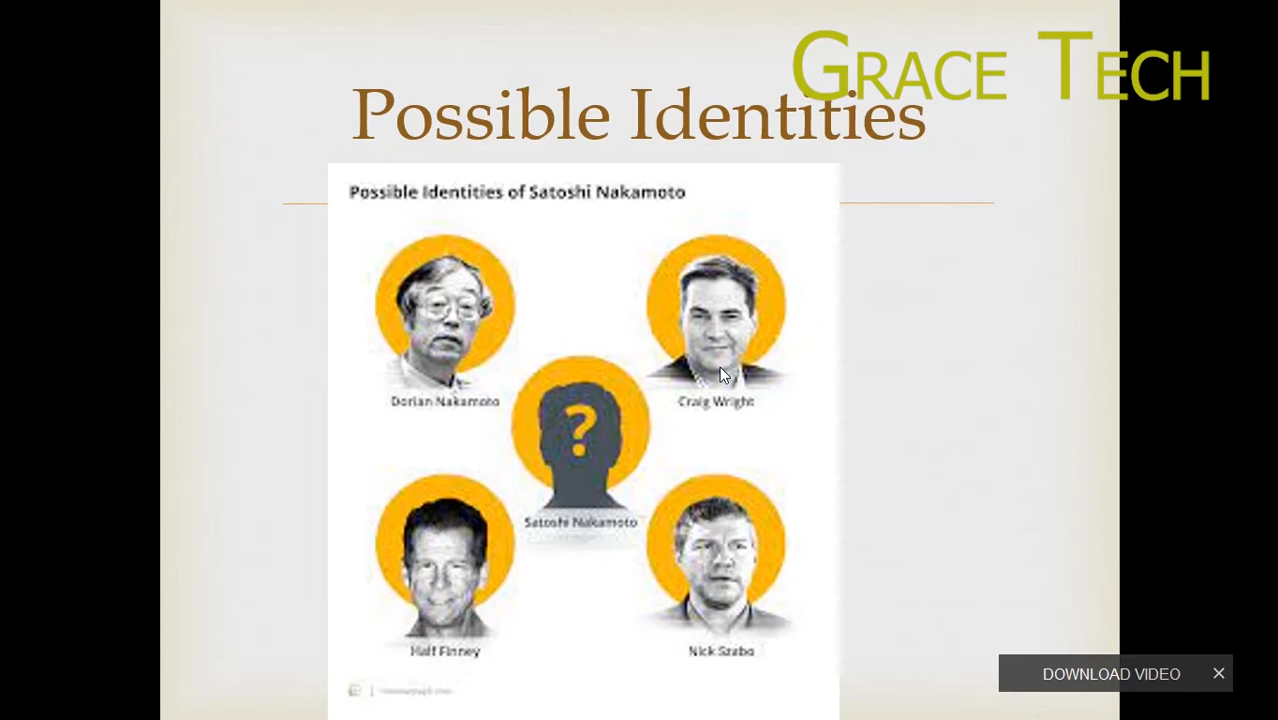 GRACE TECH
Possible Identities
Possible Identities of Satoshi Nakamoto
Dorian Nakamoto
Craig Wright
?
Satoshi Nakamoto
Half Finney
Nick Szabo
DOWNLOAD VIDEO ×